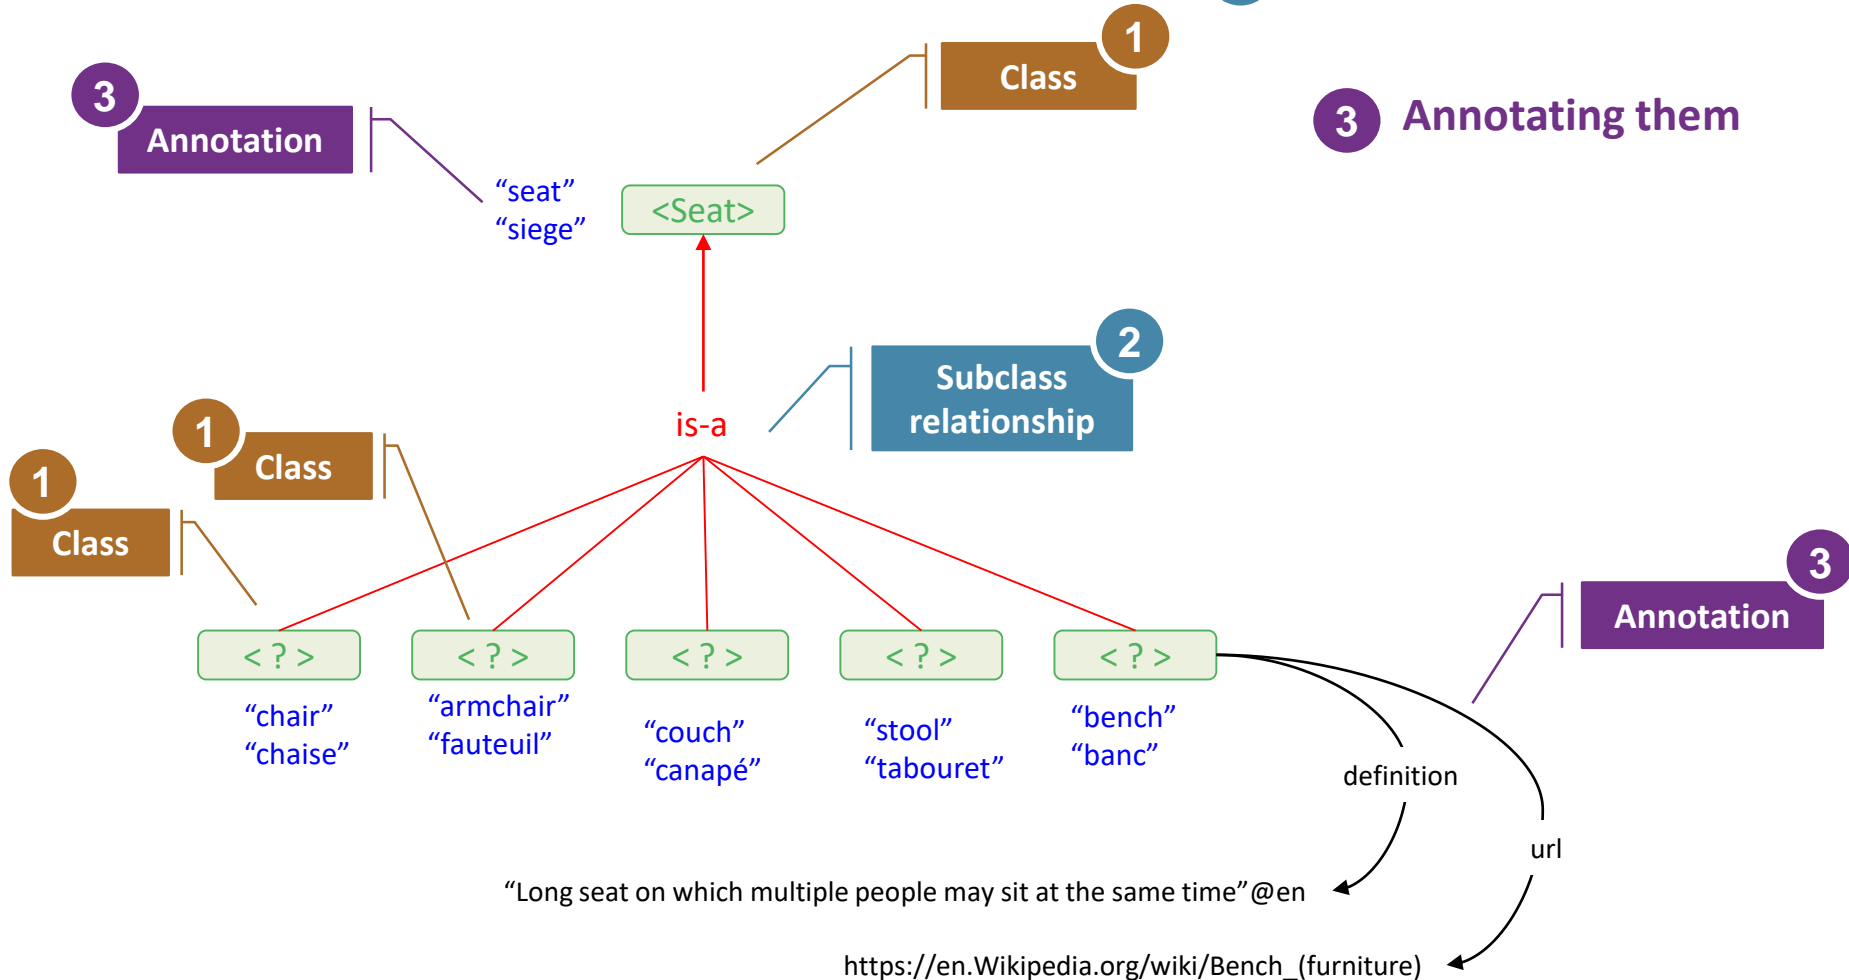 1
Class
3
Annotation
3 Annotating them
“seat”
“siege”
<Seat>
2
Subclass
relationship
is-a
1
Class
1
Class
3
Annotation
< ? >
< ? >
< ? >
< ? >
< ? >
“chair”
“chaise”
“armchair”
“fauteuil”
“couch”
“canapé”
“stool”
“tabouret”
“bench”
“banc”
definition
url
“Long seat on which multiple people may sit at the same time”@en
https://en.Wikipedia.org/wiki/Bench_(furniture)